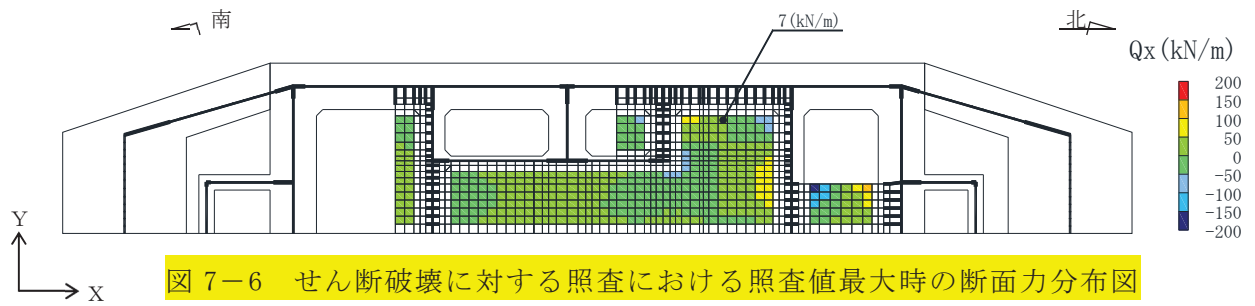 南
7(kN/m)
北
Qx(kN/m)
200
150
100
50
0
-50
-100
-150
-200
Y
X
図 7-6 せん断破壊に対する照査における照査値最大時の断面力分布図